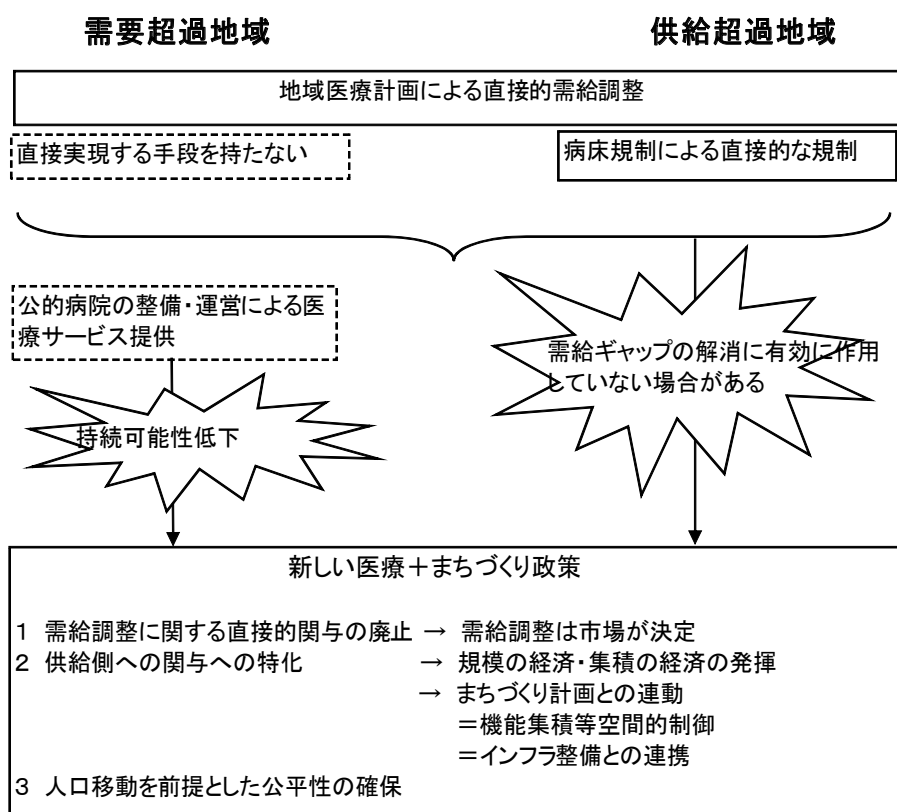 需要超過地域
供給超過地域
地域医療計画による直接的需給調整
直接実現する手段を持たない
病床規制による直接的な規制
公的病院の整備・運営による医
療サービス提供
需給ギャップの解消に有効に作用
していない場合がある
持続可能性低下
新しい医療＋まちづくり政策
1 需給調整に関する直接的関与の廃止 → 需給調整は市場が決定
2 供給側への関与への特化 → 規模の経済・集積の経済の発揮
→ まちづくり計画との連動
＝機能集積等空間的制御
＝インフラ整備との連携
3 人口移動を前提とした公平性の確保